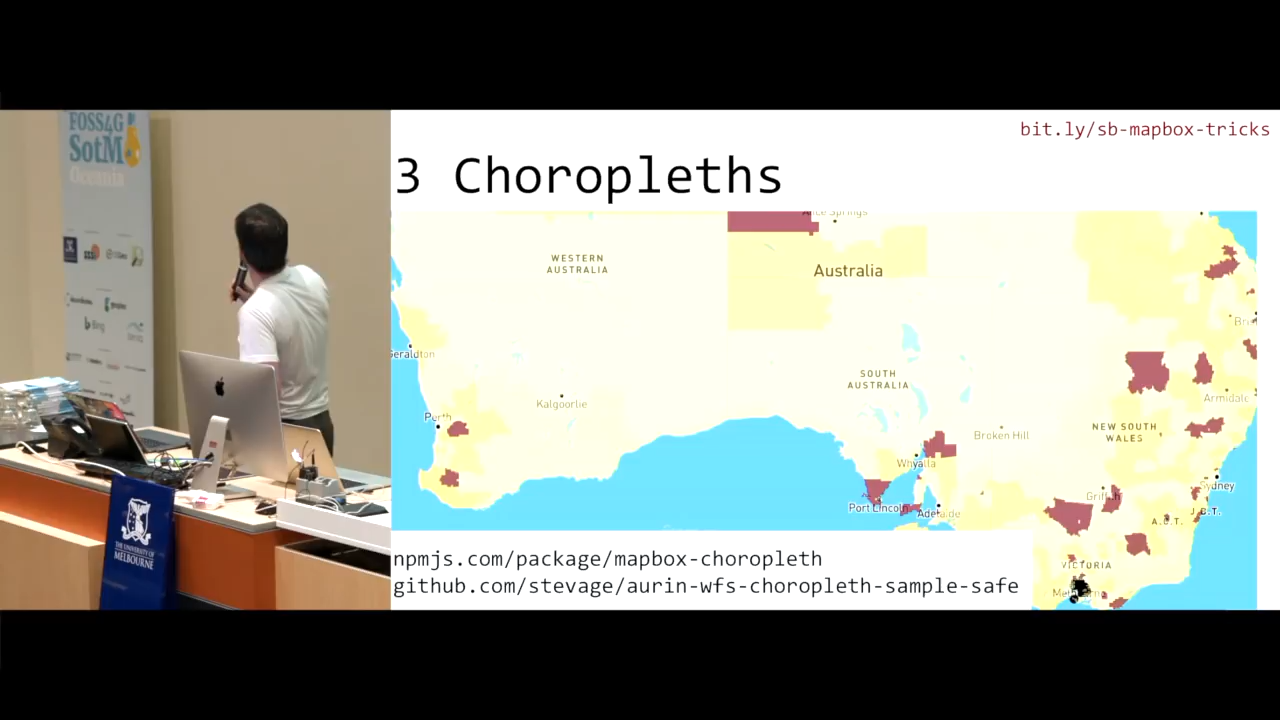 FOSS4G
SotM
Oceania
THE UNIVERSITY OF
MELBOURNE
bit.ly/sb-mapbox-tricks
3 Choropleths
Alice Springs
WESTERN
AUSTRALIA
Australia
Geraldton
SOUTH
AUSTRALIA
Perth
Kalgoorlie
Armidale
NEW SOUTH
WALES
Broken Hill
Whyalla
Sydney
Griffith
Port Lincoln
Adelaide
A.C.T.
J.B.T.
VICTORIA
Melbourne
npmjs.com/package/mapbox-choropleth
github.com/stevage/aurin-wfs-choropleth-sample-safe